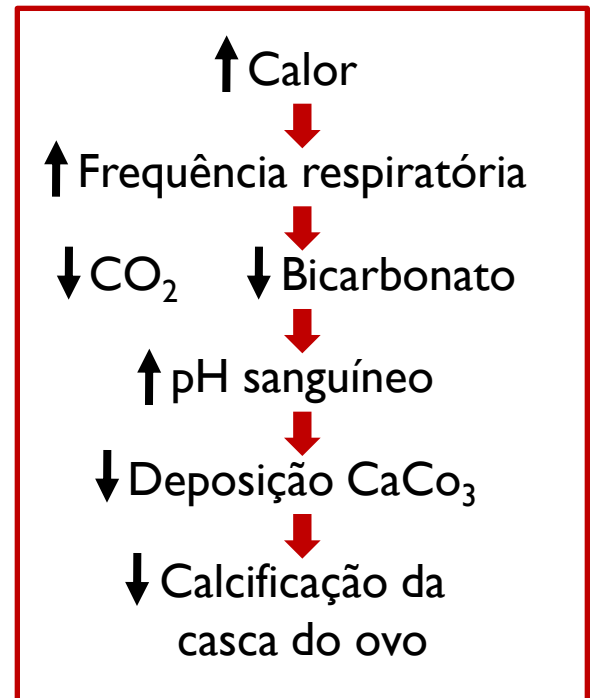 Calor
Frequência respiratória
CO₂ Bicarbonato
pH sanguíneo
Deposição CaCo₃
Calcificação da
casca do ovo